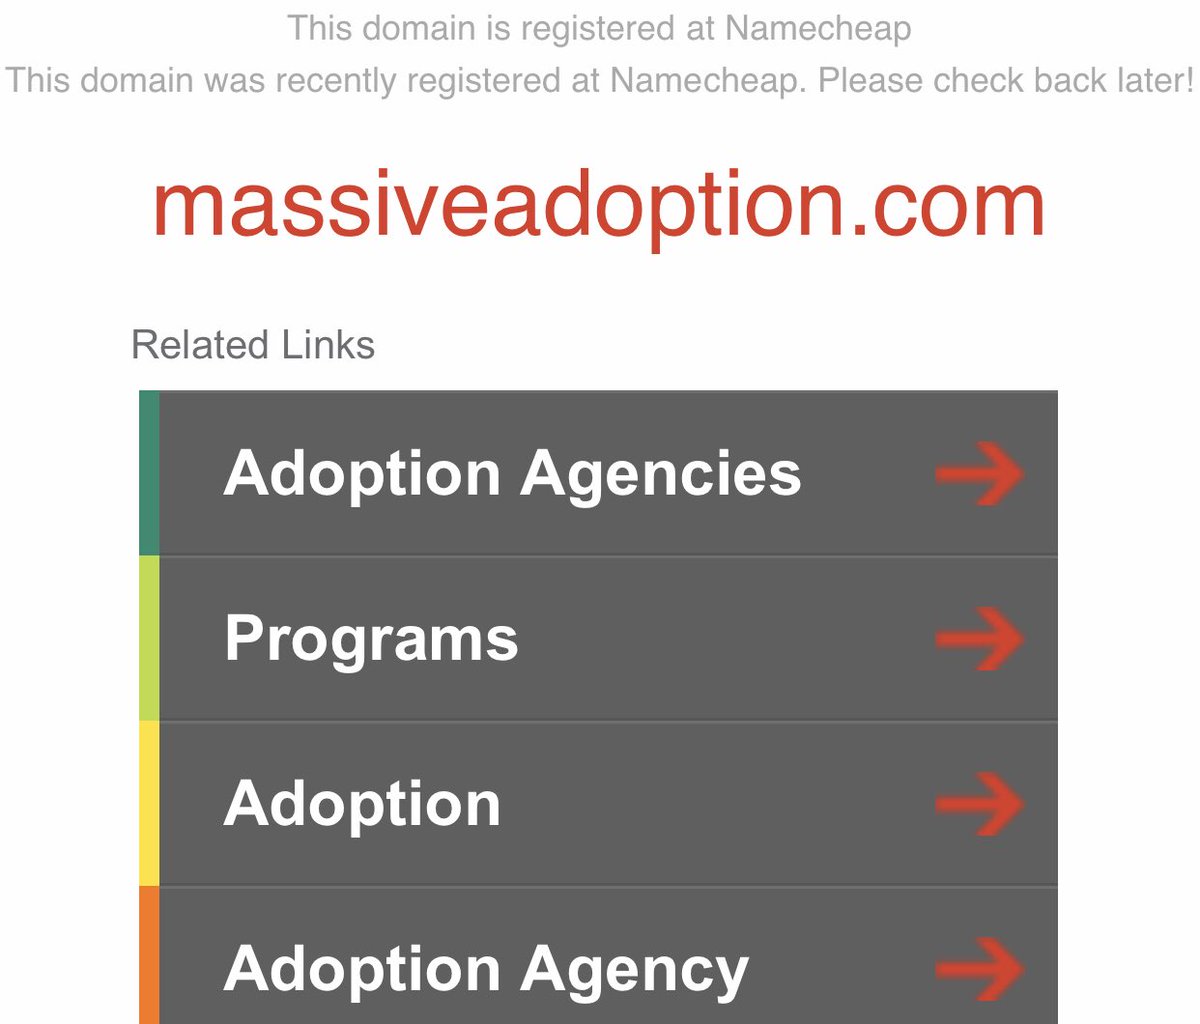 This domain is registered at Namecheap
This domain was recently registered at Namecheap. Please check back later!
massiveadoption.com
Related Links
Adoption Agencies
Programs
Adoption
Adoption Agency